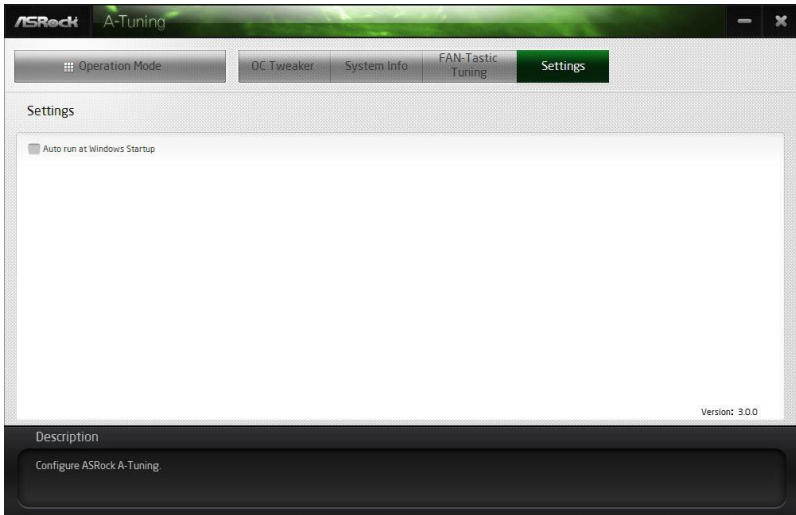 ASRock A-Tuning
Operation Mode
OC Tweaker
System Info
FAN-Tastic
Tuning
Settings
Settings
Auto run at Windows Startup
Version: 3.0.0
Description
Configure ASRock A-Tuning.